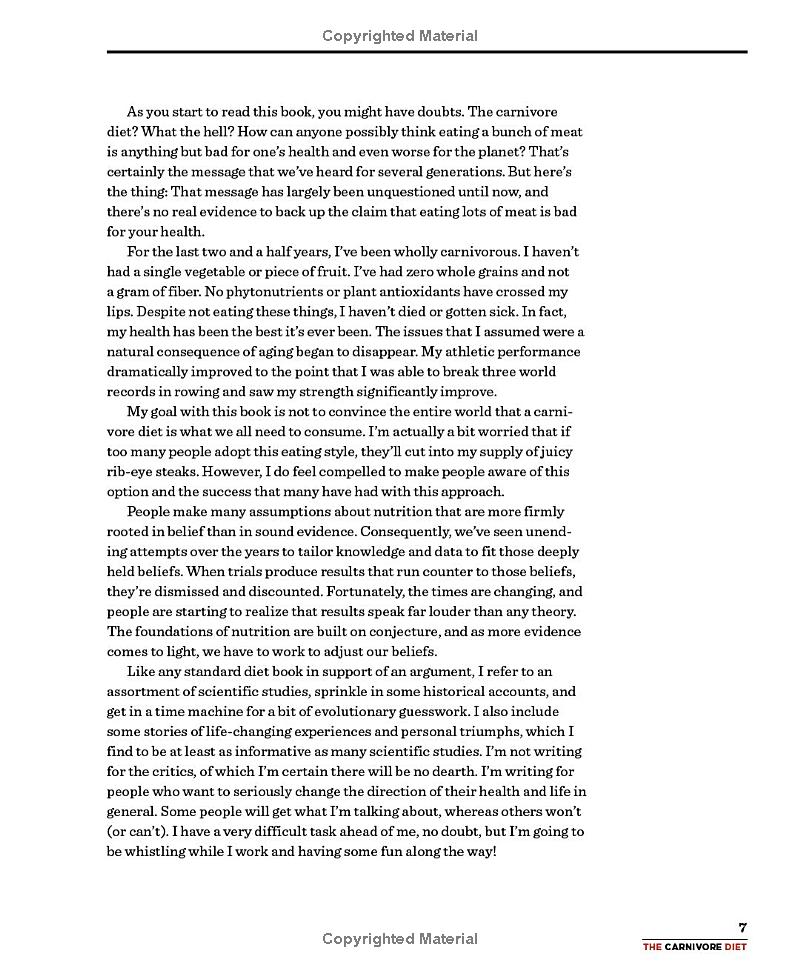 Copyrighted Material
As you start to read this book, you might have doubts. The carnivore
diet? What the hell? How can anyone possibly think eating a bunch of meat
is anything but bad for one's health and even worse for the planet? That's
certainly the message that we've heard for several generations. But here's
the thing: That message has largely been unquestioned until now, and
there's no real evidence to back up the claim that eating lots of meat is bad
for your health.
For the last two and a half years, I've been wholly carnivorous. I haven't
had a single vegetable or piece of fruit. I've had zero whole grains and not
a gram of fiber. No phytonutrients or plant antioxidants have crossed my
lips. Despite not eating these things, I haven't died or gotten sick. In fact,
my health has been the best it's ever been. The issues that I assumed were a
natural consequence of aging began to disappear. My athletic performance
dramatically improved to the point that I was able to break three world
records in rowing and saw my strength significantly improve.
My goal with this book is not to convince the entire world that a carni-
vore diet is what we all need to consume. I'm actually a bit worried that if
too many people adopt this eating style, they'll cut into my supply of juicy
rib-eye steaks. However, I do feel compelled to make people aware of this
option and the success that many have had with this approach.
People make many assumptions about nutrition that are more firmly
rooted in belief than in sound evidence. Consequently, we've seen unend-
ing attempts over the years to tailor knowledge and data to fit those deeply
held beliefs. When trials produce results that run counter to those beliefs,
they're dismissed and discounted. Fortunately, the times are changing, and
people are starting to realize that results speak far louder than any theory.
The foundations of nutrition are built on conjecture, and as more evidence
comes to light, we have to work to adjust our beliefs.
Like any standard diet book in support of an argument, I refer to an
assortment of scientific studies, sprinkle in some historical accounts, and
get in a time machine for a bit of evolutionary guesswork. I also include
some stories of life-changing experiences and personal triumphs, which I
find to be at least as informative as many scientific studies. I'm not writing
for the critics, of which I'm certain there will be no dearth. I'm writing for
people who want to seriously change the direction of their health and life in
general. Some people will get what I'm talking about, whereas others won't
(or can't). I have a very difficult task ahead of me, no doubt, but I'm going to
be whistling while I work and having some fun along the way!
7
Copyrighted Material
THE CARNIVORE DIET